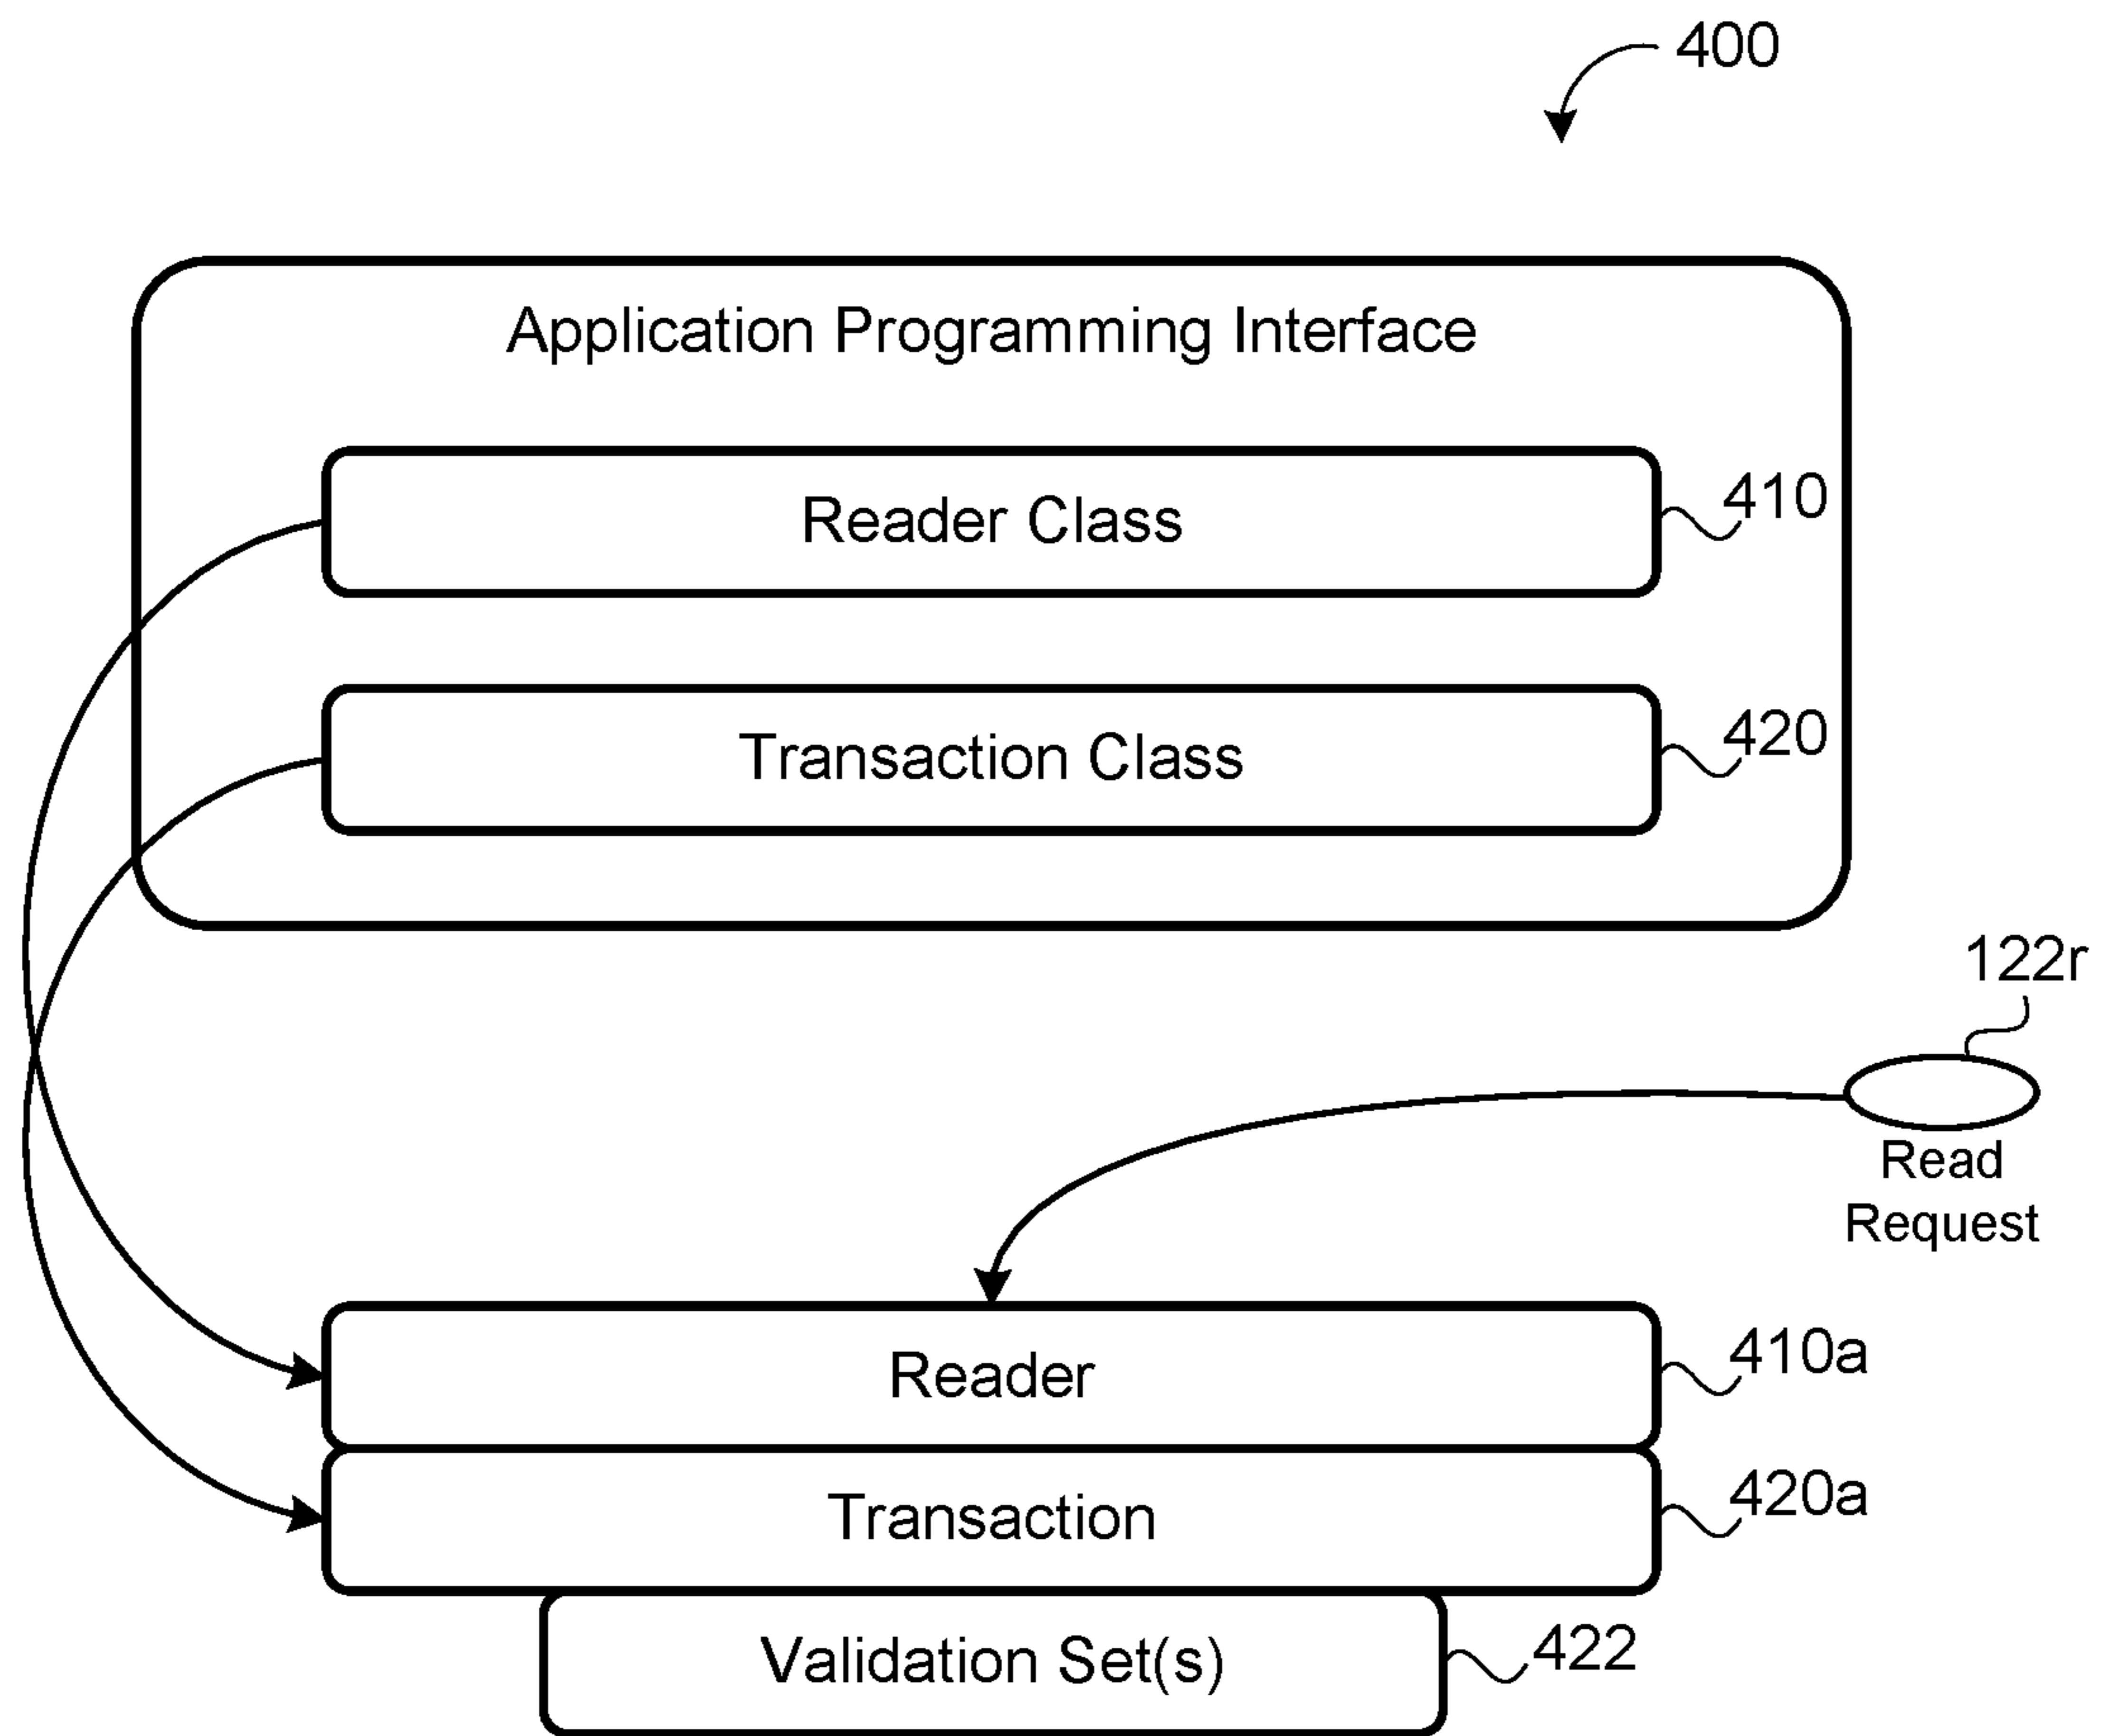 400
Application Programming Interface
Reader Class
410
Transaction Class
420
122r
Read
Request
Reader
410a
Transaction
420a
Validation Set(s)
422